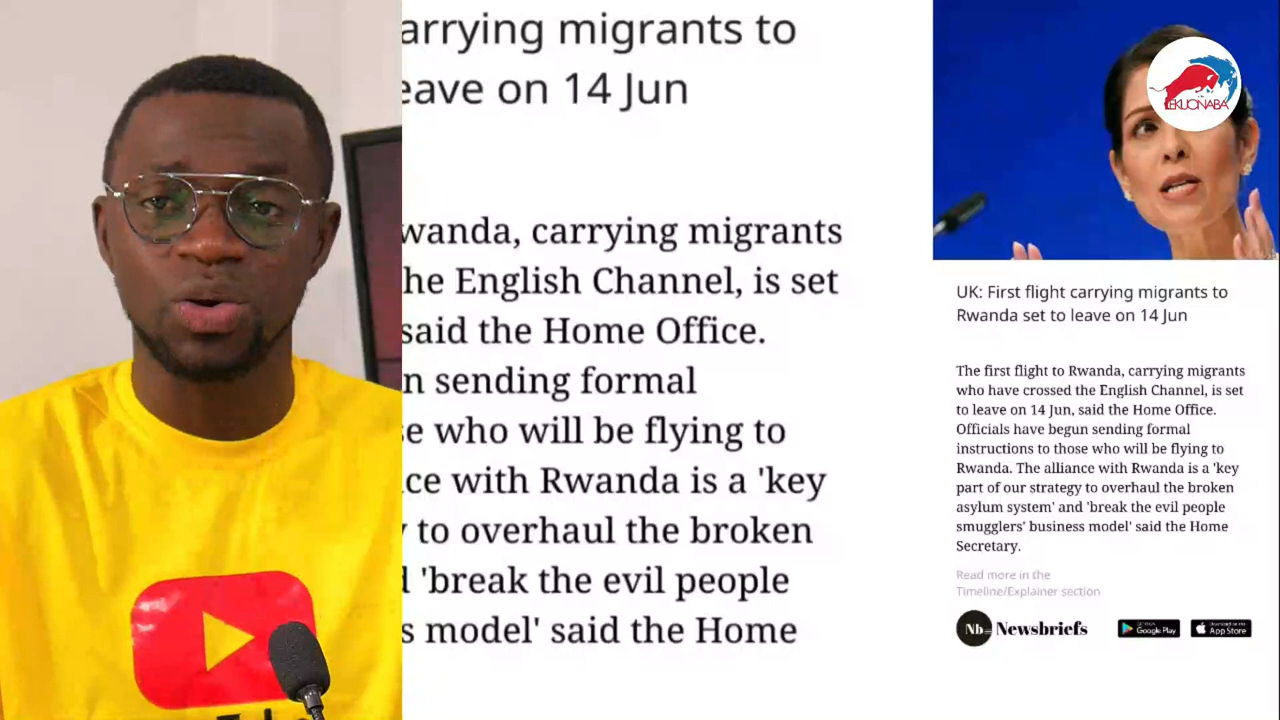 arrying migrants to
eave on 14 Jun
wanda, carrying migrants
he English Channel, is set
said the Home Office.
n sending formal
e who will be flying to
ce with Rwanda is a 'key
to overhaul the broken
d 'break the evil people
s model' said the Home
EKUONABA
UK: First flight carrying migrants to
Rwanda set to leave on 14 Jun
The first flight to Rwanda, carrying migrants
who have crossed the English Channel, is set
to leave on 14 Jun, said the Home Office.
Officials have begun sending formal
instructions to those who will be flying to
Rwanda. The alliance with Rwanda is a 'key
part of our strategy to overhaul the broken
asylum system' and 'break the evil people
smugglers' business model' said the Home
Secretary.
Read more in the
Timeline/Explainer section
Nb Newsbriefs
Google Play
App Store